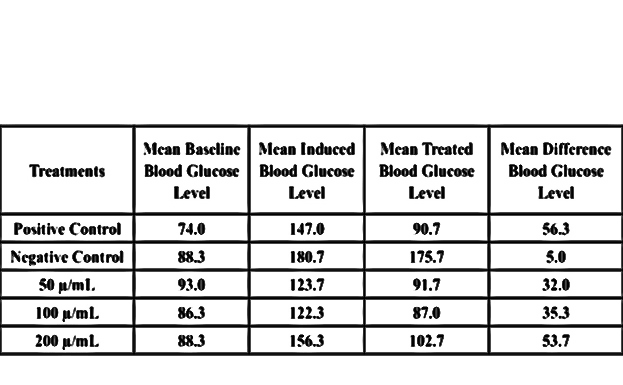 Treatments Mean Baseline Blood Glucose Level Mean Induced Blood Glucose Level Mean Treated Blood Glucose Level Mean Difference Blood Glucose Level
Positive Control 74.0 147.0 90.7 56.3
Negative Control 88.3 180.7 175.7 5.0
50 µ/mL 93.0 123.7 91.7 32.0
100 µ/mL 86.3 122.3 87.0 35.3
200 µ/mL 88.3 156.3 102.7 53.7